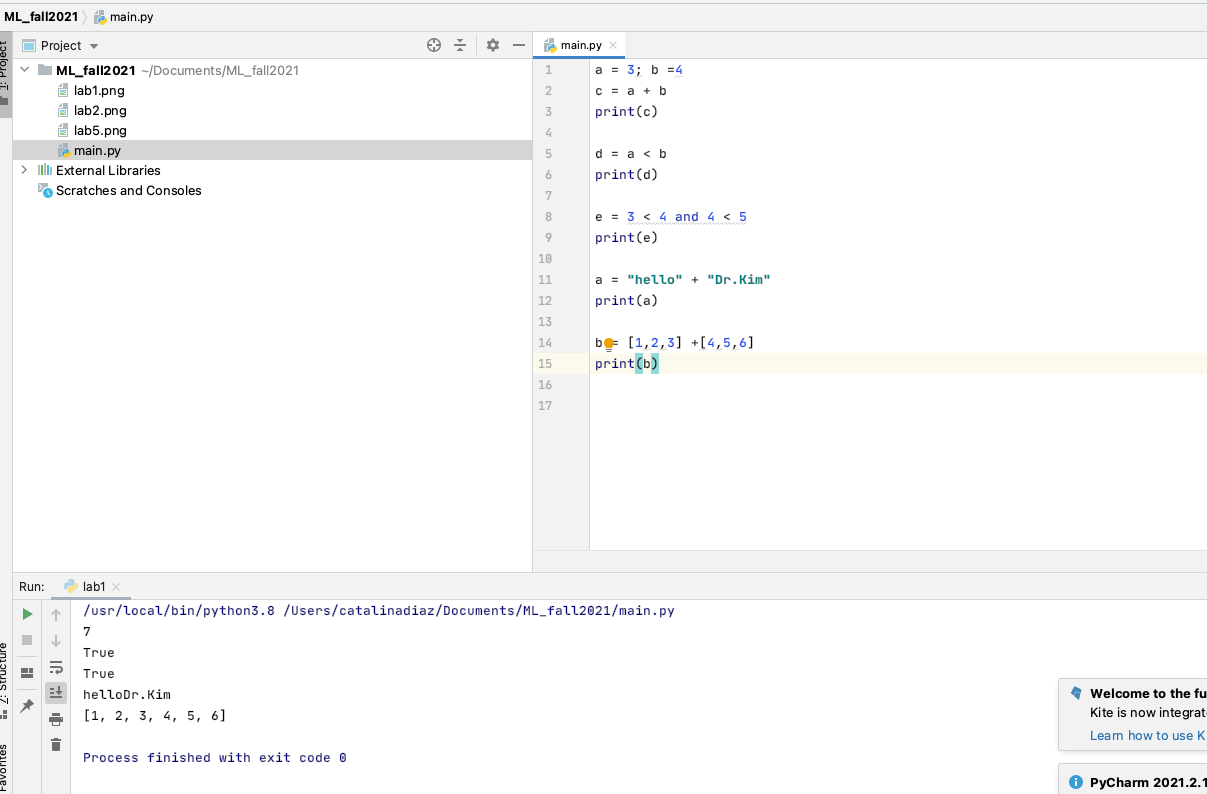 ML_fall2021 main.py
1: Project
Project
main.py
ML_fall2021 ~/Documents/ML_fall2021
lab1.png
lab2.png
lab5.png
main.py
External Libraries
Scratches and Consoles
1 a = 3; b =4
2 c = a + b
3 print(c)
4
5 d = a < b
6 print(d)
7
8 e = 3 < 4 and 4 < 5
9 print(e)
10
11 a = "hello" + "Dr.Kim"
12 print(a)
13
14 b = [1,2,3] +[4,5,6]
15 print(b)
16
17
Run: lab1
/usr/local/bin/python3.8 /Users/catalinadiaz/Documents/ML_fall2021/main.py
7
True
True
helloDr.Kim
[1, 2, 3, 4, 5, 6]
Process finished with exit code 0
7: Structure
Favorites
Welcome to the fu
Kite is now integrat
Learn how to use K
PyCharm 2021.2.1